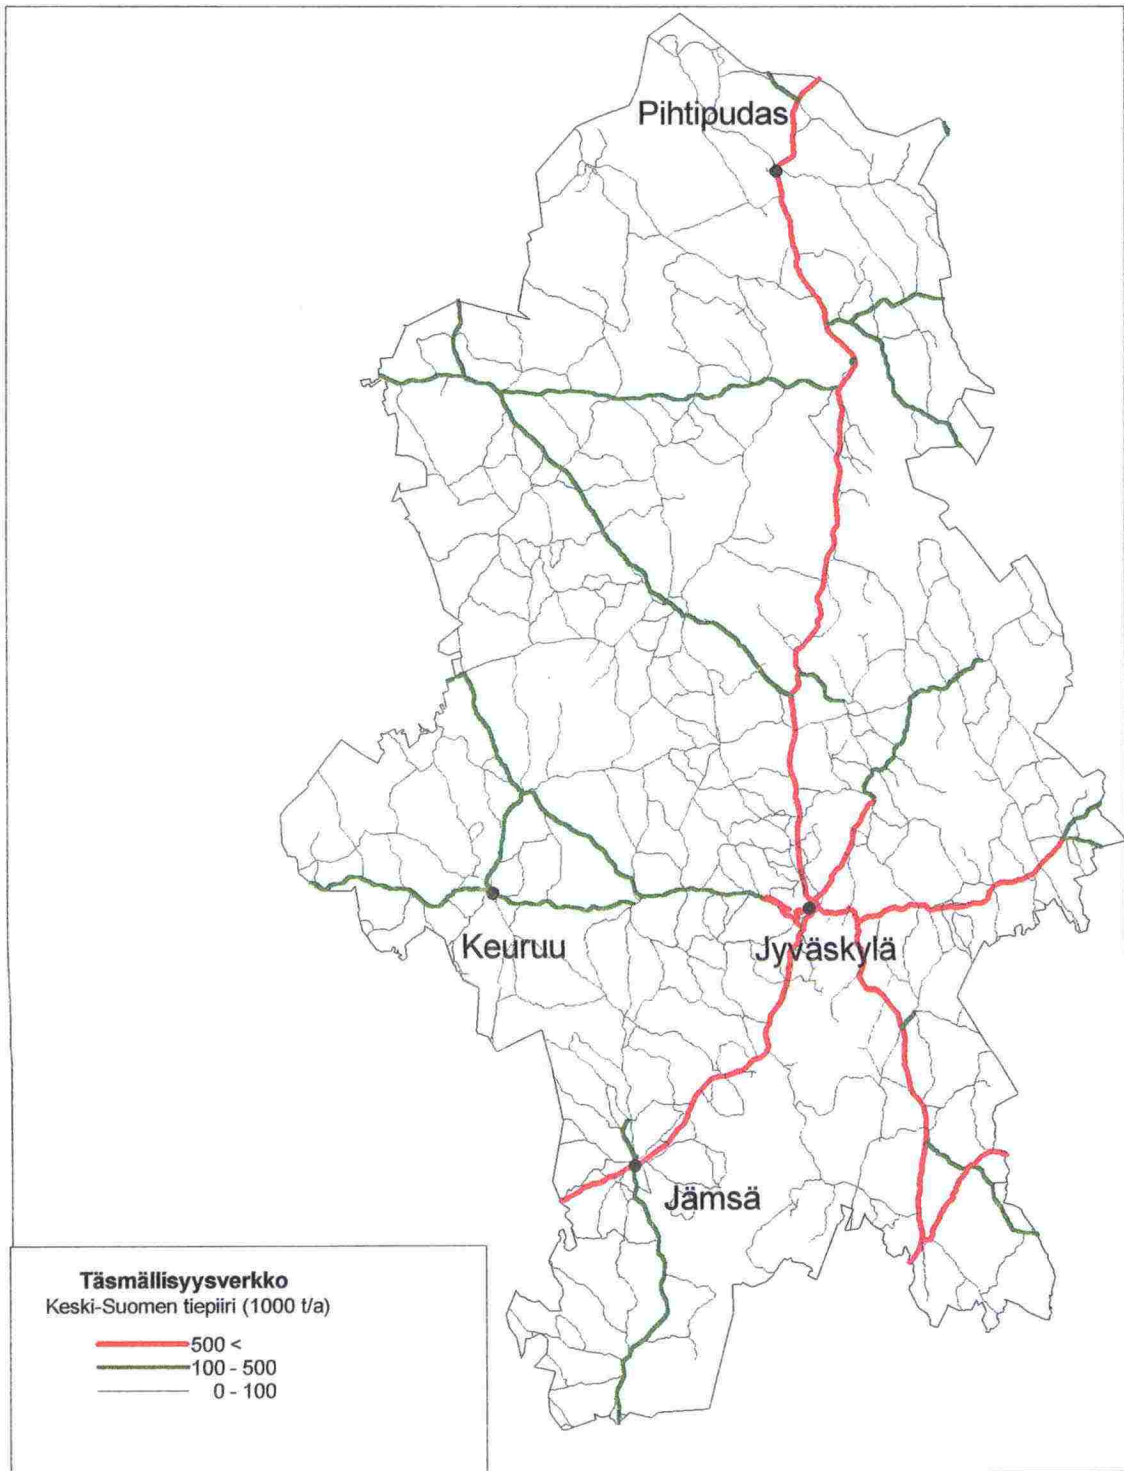 Pihtipudas
Keuruu
Jyväskylä
Jämsä
Täsmällisyysverkko
Keski-Suomen tiepiiri (1000 t/a)
500 <
100 - 500
0 - 100